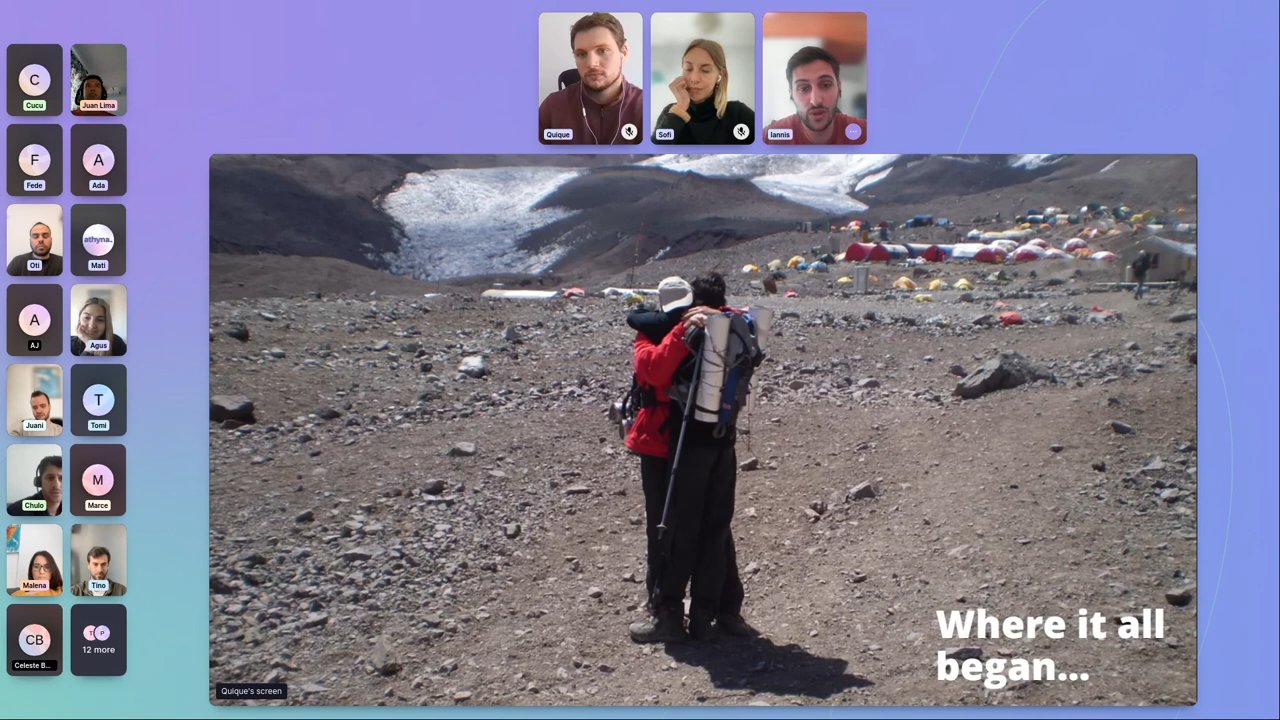 Quique
Sofi
Iannis
Cucu
Juan Lima
Fede
Ada
Oti
athyna.
Mati
AJ
Agus
Juani
Tomi
Chulo
Marce
Malena
Tino
Celeste B...
12 more
C
F
A
A
T
M
CB
T
P
Where it all
began...
Quique's screen